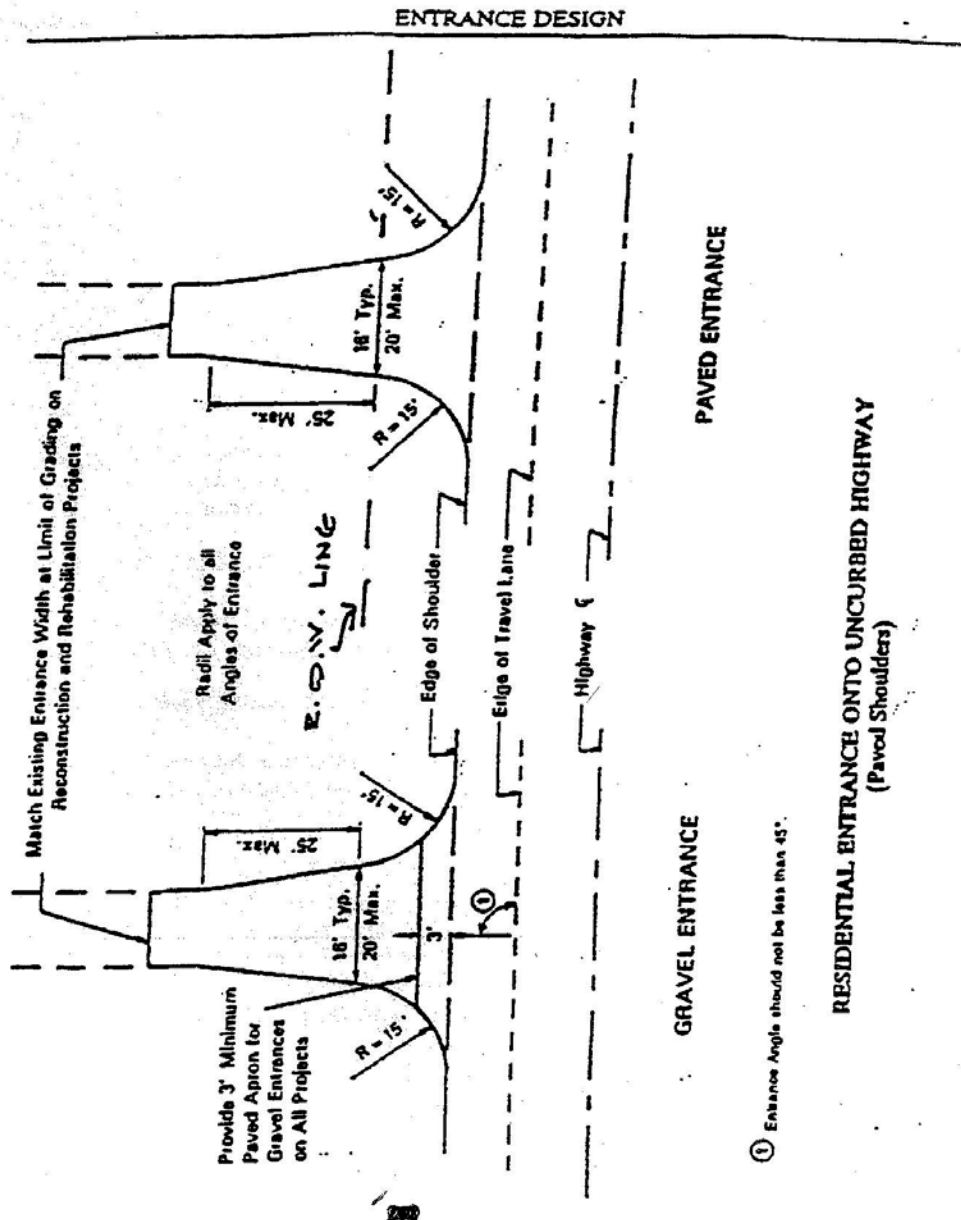 ENTRANCE DESIGN
Match Existing Entrance Width at Limit of Grading on
Reconstruction and Rehabilitation Projects
Radii Apply to all
Angles of Entrance
R.O.W. LINE
Provide 3' Minimum
Paved Apron for
Gravel Entrances
on All Projects
25' Max.
16' Typ.
20' Max.
R = 15'
R = 15'
3'
①
25' Max.
16' Typ.
20' Max.
R = 15'
R = 15'
Edge of Shoulder
Edge of Travel Lane
Highway ℄
GRAVEL ENTRANCE
PAVED ENTRANCE
① Entrance Angle should not be less than 45°.
RESIDENTIAL ENTRANCE ONTO UNCURBED HIGHWAY
(Paved Shoulders)